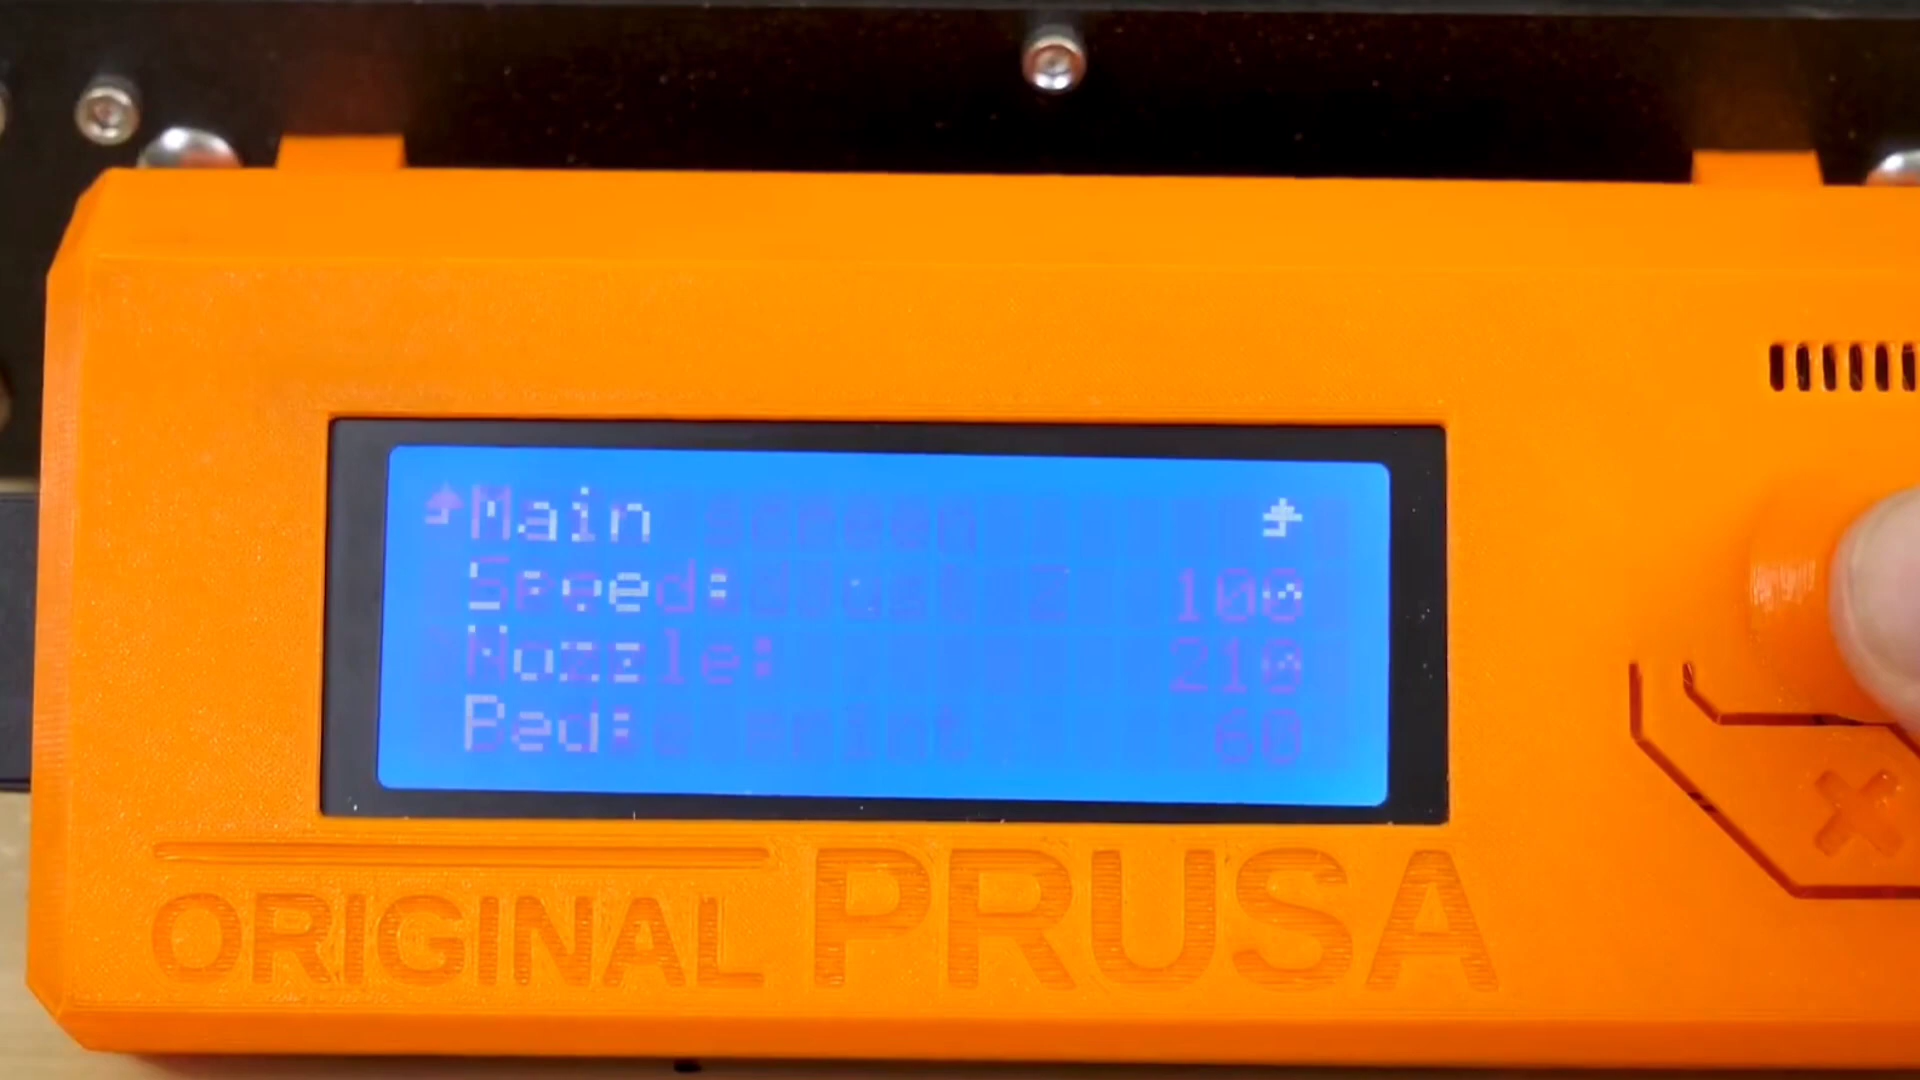 Main
Speed: 100
Nozzle: 210
Bed: 60
ORIGINAL PRUSA